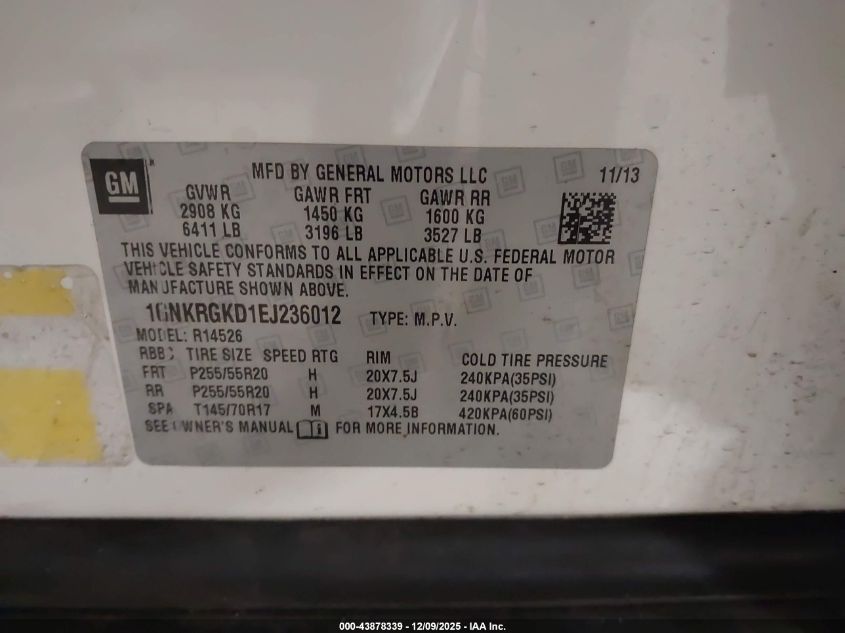 GM
MFD BY GENERAL MOTORS LLC 11/13
GVWR GAWR FRT GAWR RR
2908 KG 1450 KG 1600 KG
6411 LB 3196 LB 3527 LB
THIS VEHICLE CONFORMS TO ALL APPLICABLE U.S. FEDERAL MOTOR
VEHICLE SAFETY STANDARDS IN EFFECT ON THE DATE OF
MANUFACTURE SHOWN ABOVE.
1GNKRGKD1EJ236012 TYPE: M.P.V.
MODEL: R14526
TIRE SIZE SPEED RTG RIM COLD TIRE PRESSURE
FRT P255/55R20 H 20X7.5J 240KPA(35PSI)
RR P255/55R20 H 20X7.5J 240KPA(35PSI)
SPA T145/70R17 M 17X4.5B 420KPA(60PSI)
SEE OWNER'S MANUAL FOR MORE INFORMATION.
000-43878339 - 12/09/2025 - IAA Inc.